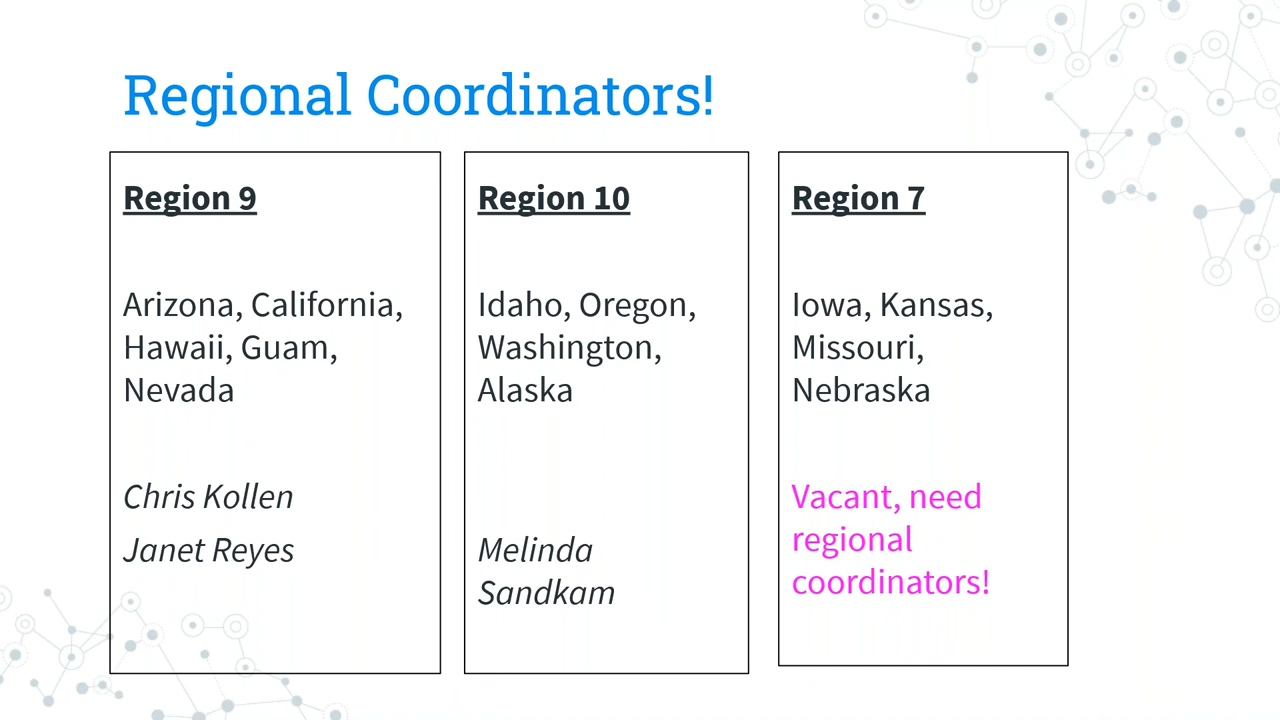 Regional Coordinators!
Region 9
Arizona, California,
Hawaii, Guam,
Nevada
Chris Kollen
Janet Reyes
Region 10
Idaho, Oregon,
Washington,
Alaska
Melinda
Sandkam
Region 7
Iowa, Kansas,
Missouri,
Nebraska
Vacant, need
regional
coordinators!